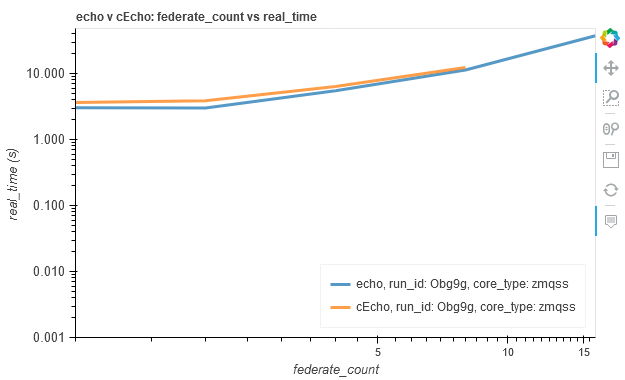 echo v cEcho: federate_count vs real_time
10.000
1.000
0.100
0.010
0.001
real_time (s)
echo, run_id: Obg9g, core_type: zmqss
cEcho, run_id: Obg9g, core_type: zmqss
5
10
15
federate_count